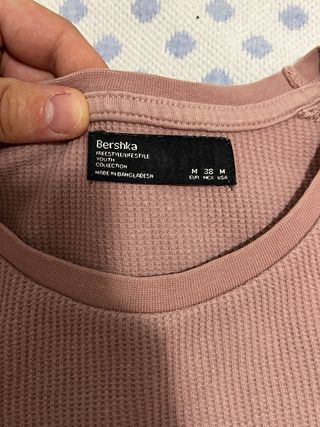 Bershka
FREESTYLE/LIFESTYLE
YOUTH
COLLECTION
MADE IN BANGLADESH
M 38 M
EUR MEX USA